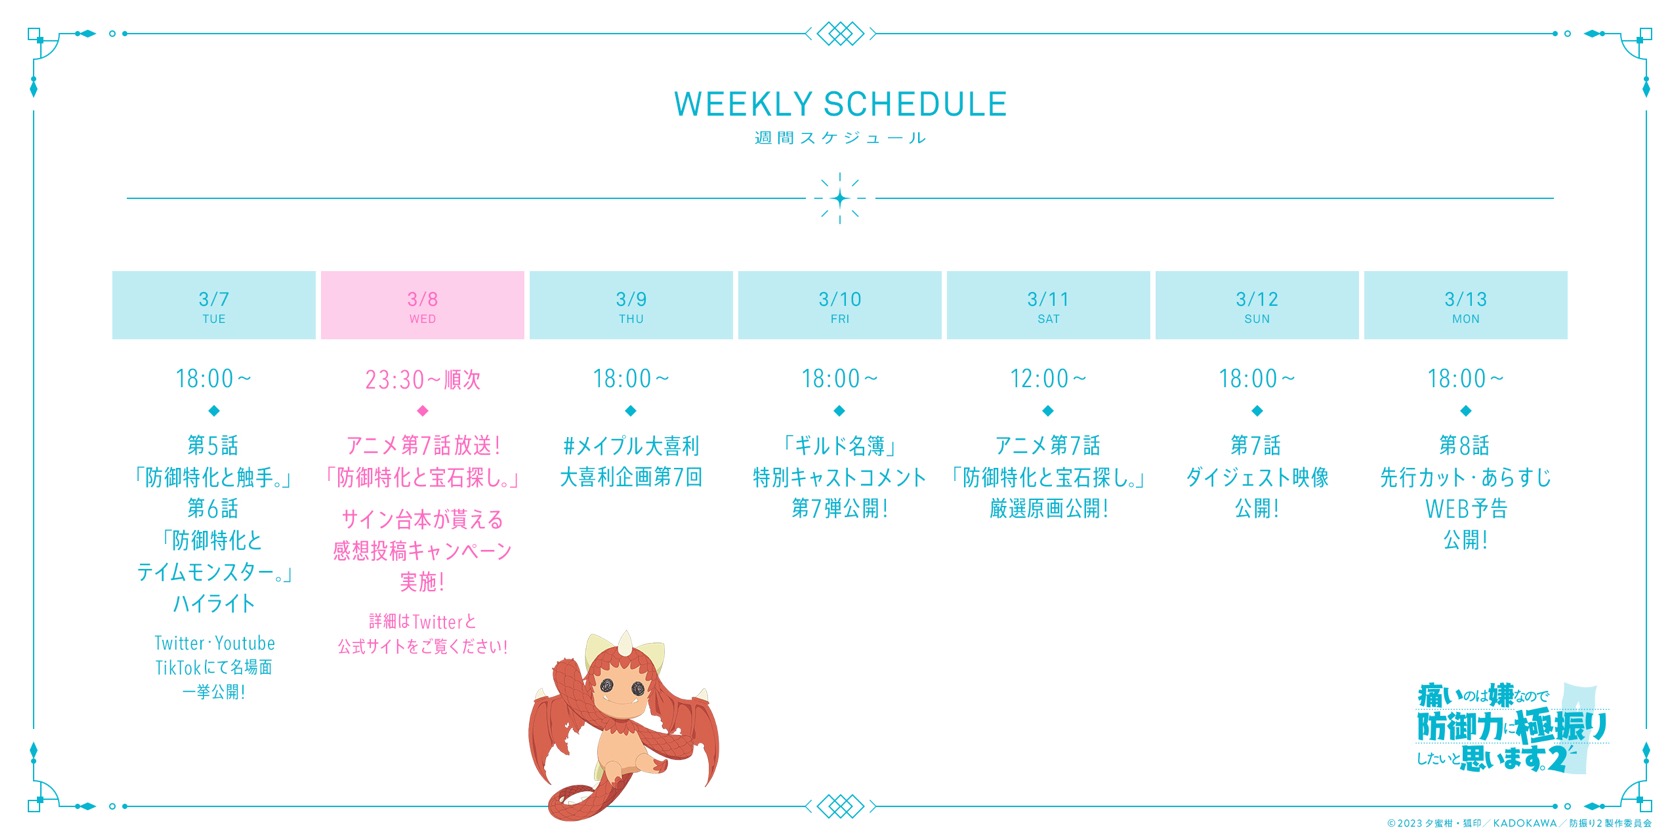 WEEKLY SCHEDULE
週間スケジュール
3/7
TUE
18:00～
第5話
「防御特化と触手。」
第6話
「防御特化と
テイムモンスター。」
ハイライト
Twitter・Youtube
TikTokにて名場面
一挙公開！
3/8
WED
23:30～順次
アニメ第7話 放送！
「防御特化と宝石探し。」
サイン台本が貰える
感想投稿キャンペーン
実施！
詳細はTwitterと
公式サイトをご覧ください！
3/9
THU
18:00～
#メイプル大喜利
大喜利企画第7回
3/10
FRI
18:00～
「ギルド名簿」
特別キャストコメント
第7弾公開！
3/11
SAT
12:00～
アニメ第7話
「防御特化と宝石探し。」
厳選原画公開！
3/12
SUN
18:00～
第7話
ダイジェスト映像
公開！
3/13
MON
18:00～
第8話
先行カット・あらすじ
WEB予告
公開！
痛いのは嫌なので
防御力に極振り
したいと思います。2
©2023 夕蜜柑・狐印／KADOKAWA／防振り2 製作委員会